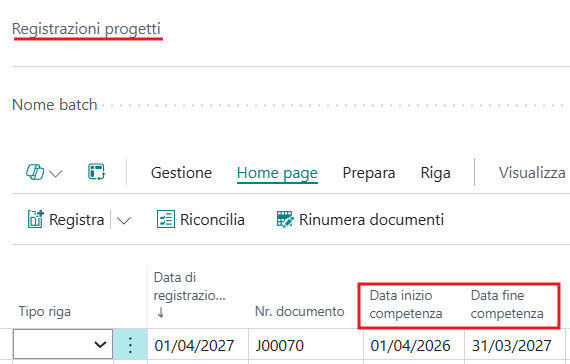 Registrazioni progetti
Nome batch
Gestione Home page Prepara Riga Visualizza
Registra Riconcilia Rinumera documenti
Tipo riga
Data di
registrazio...
↓
Nr. documento
Data inizio
competenza
Data fine
competenza
01/04/2027 J00070 01/04/2026 31/03/2027